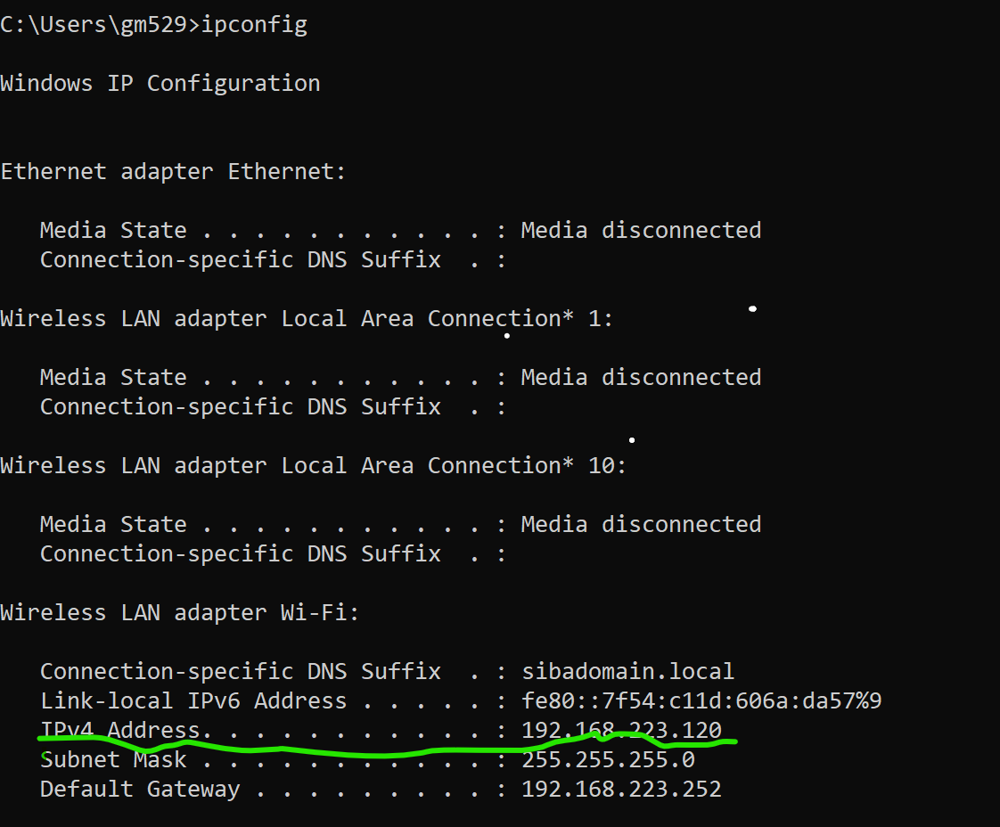 C:\Users\gm529>ipconfig
Windows IP Configuration
Ethernet adapter Ethernet:
Media State . . . . . . . . . . . : Media disconnected
Connection-specific DNS Suffix  . :
Wireless LAN adapter Local Area Connection* 1:
Media State . . . . . . . . . . . : Media disconnected
Connection-specific DNS Suffix  . :
Wireless LAN adapter Local Area Connection* 10:
Media State . . . . . . . . . . . : Media disconnected
Connection-specific DNS Suffix  . :
Wireless LAN adapter Wi-Fi:
Connection-specific DNS Suffix  . : sibadomain.local
Link-local IPv6 Address . . . . . : fe80::7f54:c11d:606a:da57%9
IPv4 Address. . . . . . . . . . . : 192.168.223.120
Subnet Mask . . . . . . . . . . . : 255.255.255.0
Default Gateway . . . . . . . . . : 192.168.223.252